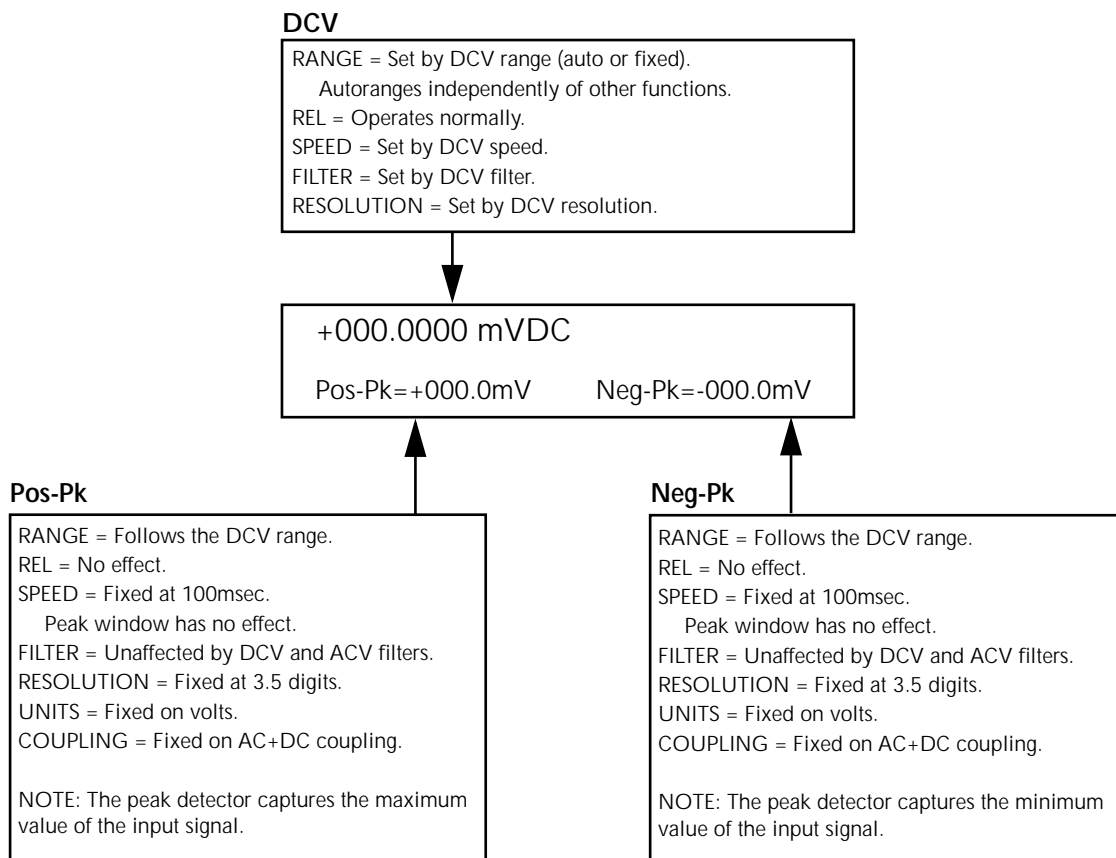 DCV
RANGE = Set by DCV range (auto or fixed).
Autoranges independently of other functions.
REL = Operates normally.
SPEED = Set by DCV speed.
FILTER = Set by DCV filter.
RESOLUTION = Set by DCV resolution.
+000.0000 mVDC
Pos-Pk=+000.0mV Neg-Pk=-000.0mV
Pos-Pk
RANGE = Follows the DCV range.
REL = No effect.
SPEED = Fixed at 100msec.
Peak window has no effect.
FILTER = Unaffected by DCV and ACV filters.
RESOLUTION = Fixed at 3.5 digits.
UNITS = Fixed on volts.
COUPLING = Fixed on AC+DC coupling.
NOTE: The peak detector captures the maximum
value of the input signal.
Neg-Pk
RANGE = Follows the DCV range.
REL = No effect.
SPEED = Fixed at 100msec.
Peak window has no effect.
FILTER = Unaffected by DCV and ACV filters.
RESOLUTION = Fixed at 3.5 digits.
UNITS = Fixed on volts.
COUPLING = Fixed on AC+DC coupling.
NOTE: The peak detector captures the minimum
value of the input signal.